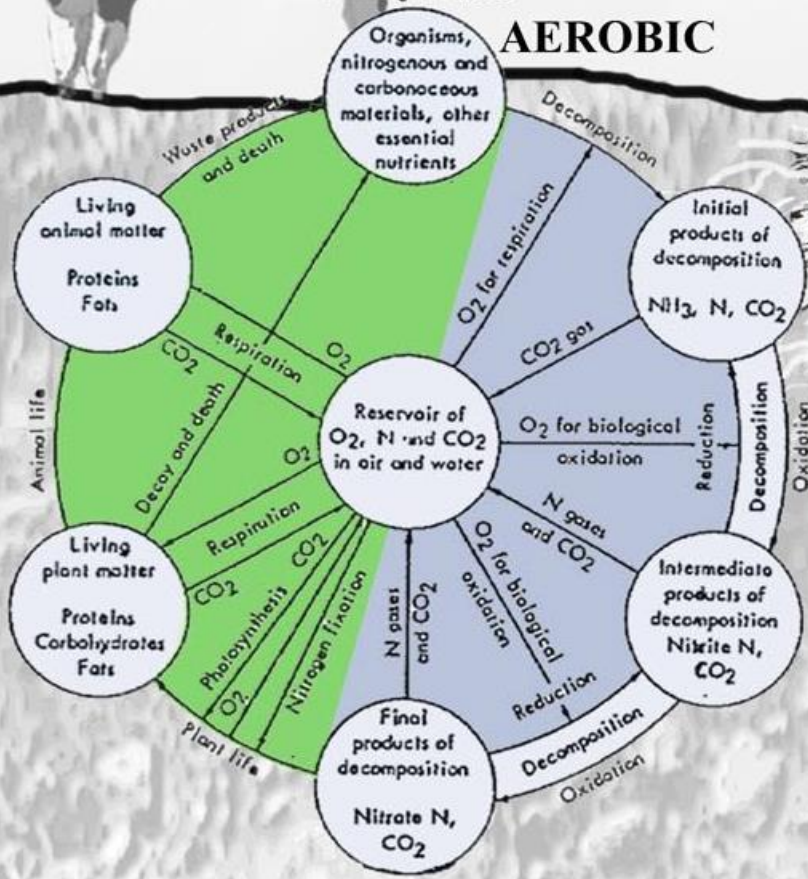 AEROBIC
Organisms,
nitrogenous and
carbonaceous
materials, other
essential
nutrients
Waste products
and death
Decomposition
Living
animal matter
Proteins
Fats
Initial
products of
decomposition
NH3, N, CO2
O2 for respiration
CO2 gas
O2
Respiration
CO2
Reservoir of
O2, N and CO2
in air and water
O2 for biological
oxidation
Reduction
Decomposition
Oxidation
Animal life
Decay and death
O2
Respiration
CO2
N gases
and CO2
O2 for biological
oxidation
Living
plant matter
Proteins
Carbohydrates
Fats
CO2
Photosynthesis
O2
Nitrogen fixation
Plant life
N gases
and CO2
Intermediate
products of
decomposition
Nitrite N,
CO2
Reduction
Decomposition
Oxidation
Final
products of
decomposition
Nitrate N,
CO2